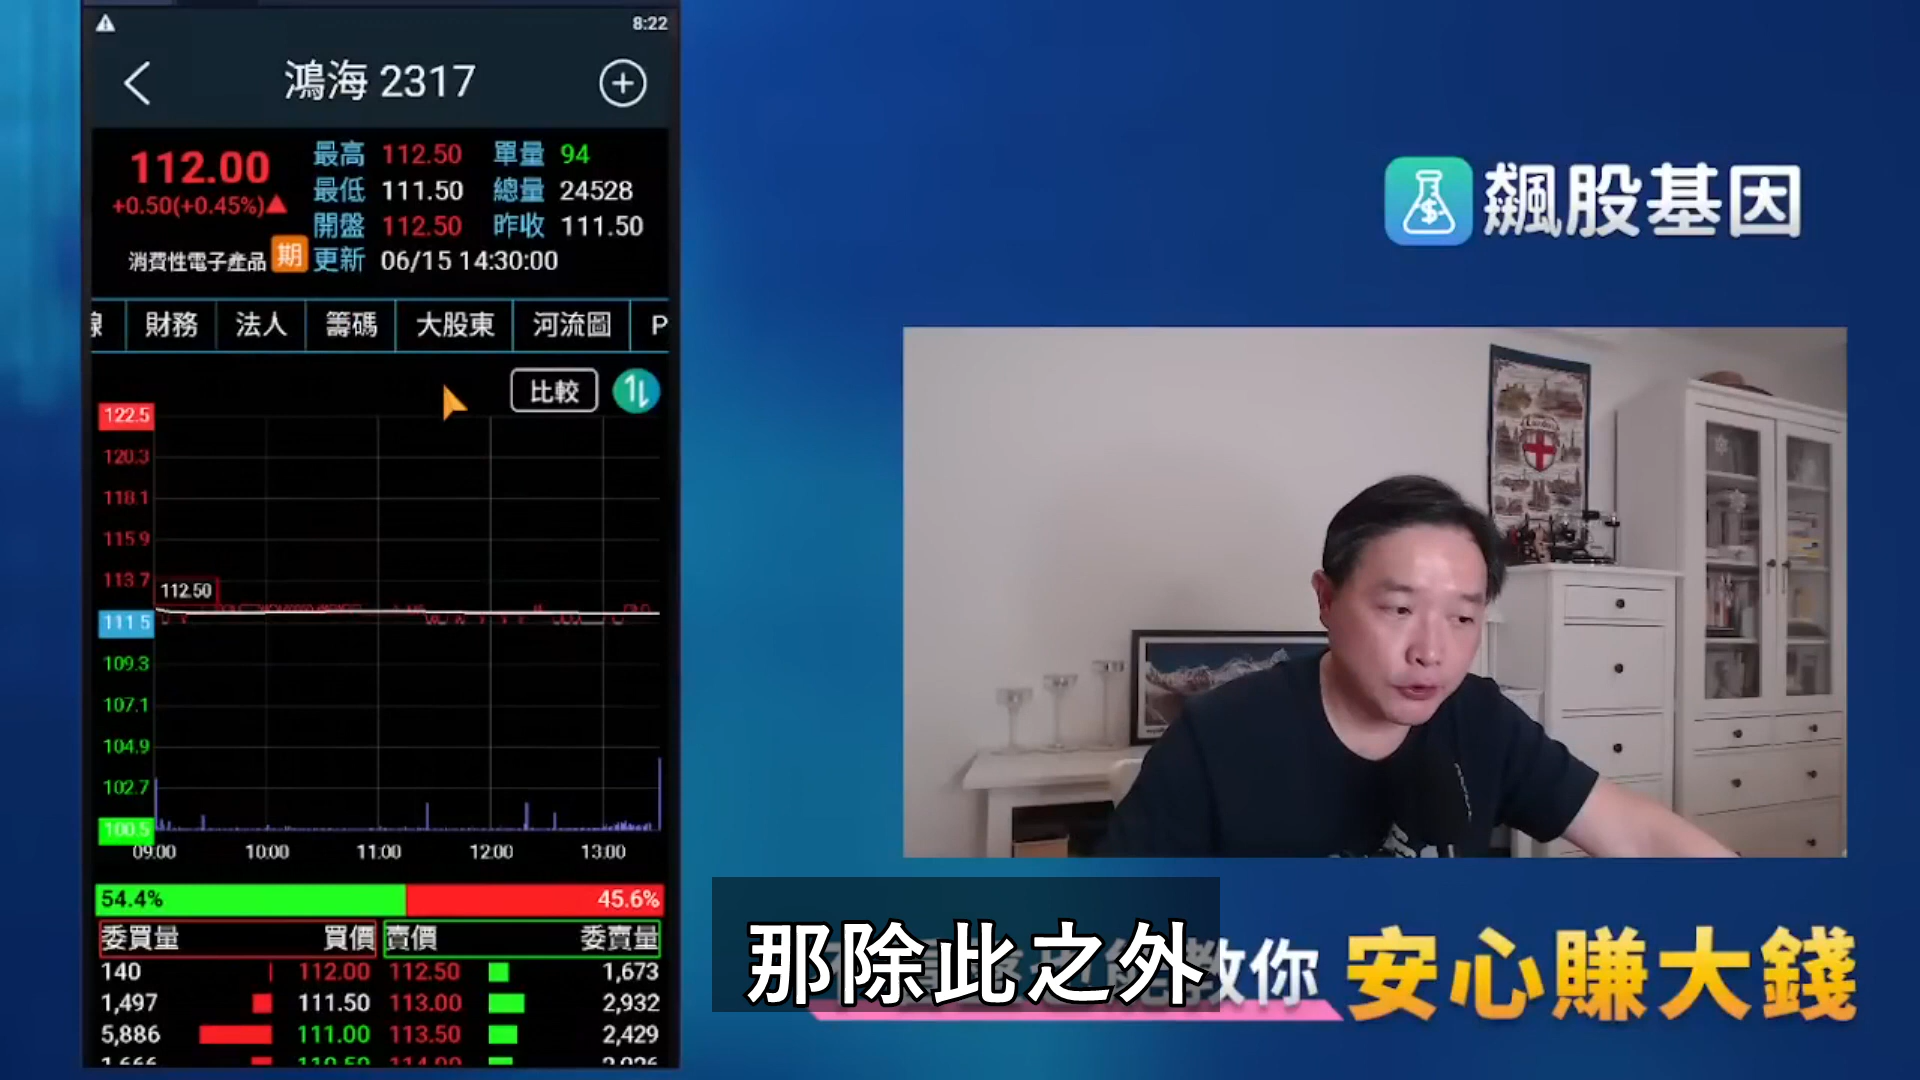 8:22
鴻海 2317
112.00
+0.50(+0.45%)▲
消費性電子產品 期
最高 112.50 單量 94
最低 111.50 總量 24528
開盤 112.50 昨收 111.50
更新 06/15 14:30:00
財務 法人 籌碼 大股東 河流圖 P
比較
122.5
120.3
118.1
115.9
113.7
112.50
111.5
109.3
107.1
104.9
102.7
100.5
09:00 10:00 11:00 12:00 13:00
54.4% 45.6%
委買量 買價 賣價 委賣量
140 112.00 112.50 1,673
1,497 111.50 113.00 2,932
5,886 111.00 113.50 2,429
1,666 110.50 114.00
飆股基因
那除此之外
教你 安心賺大錢